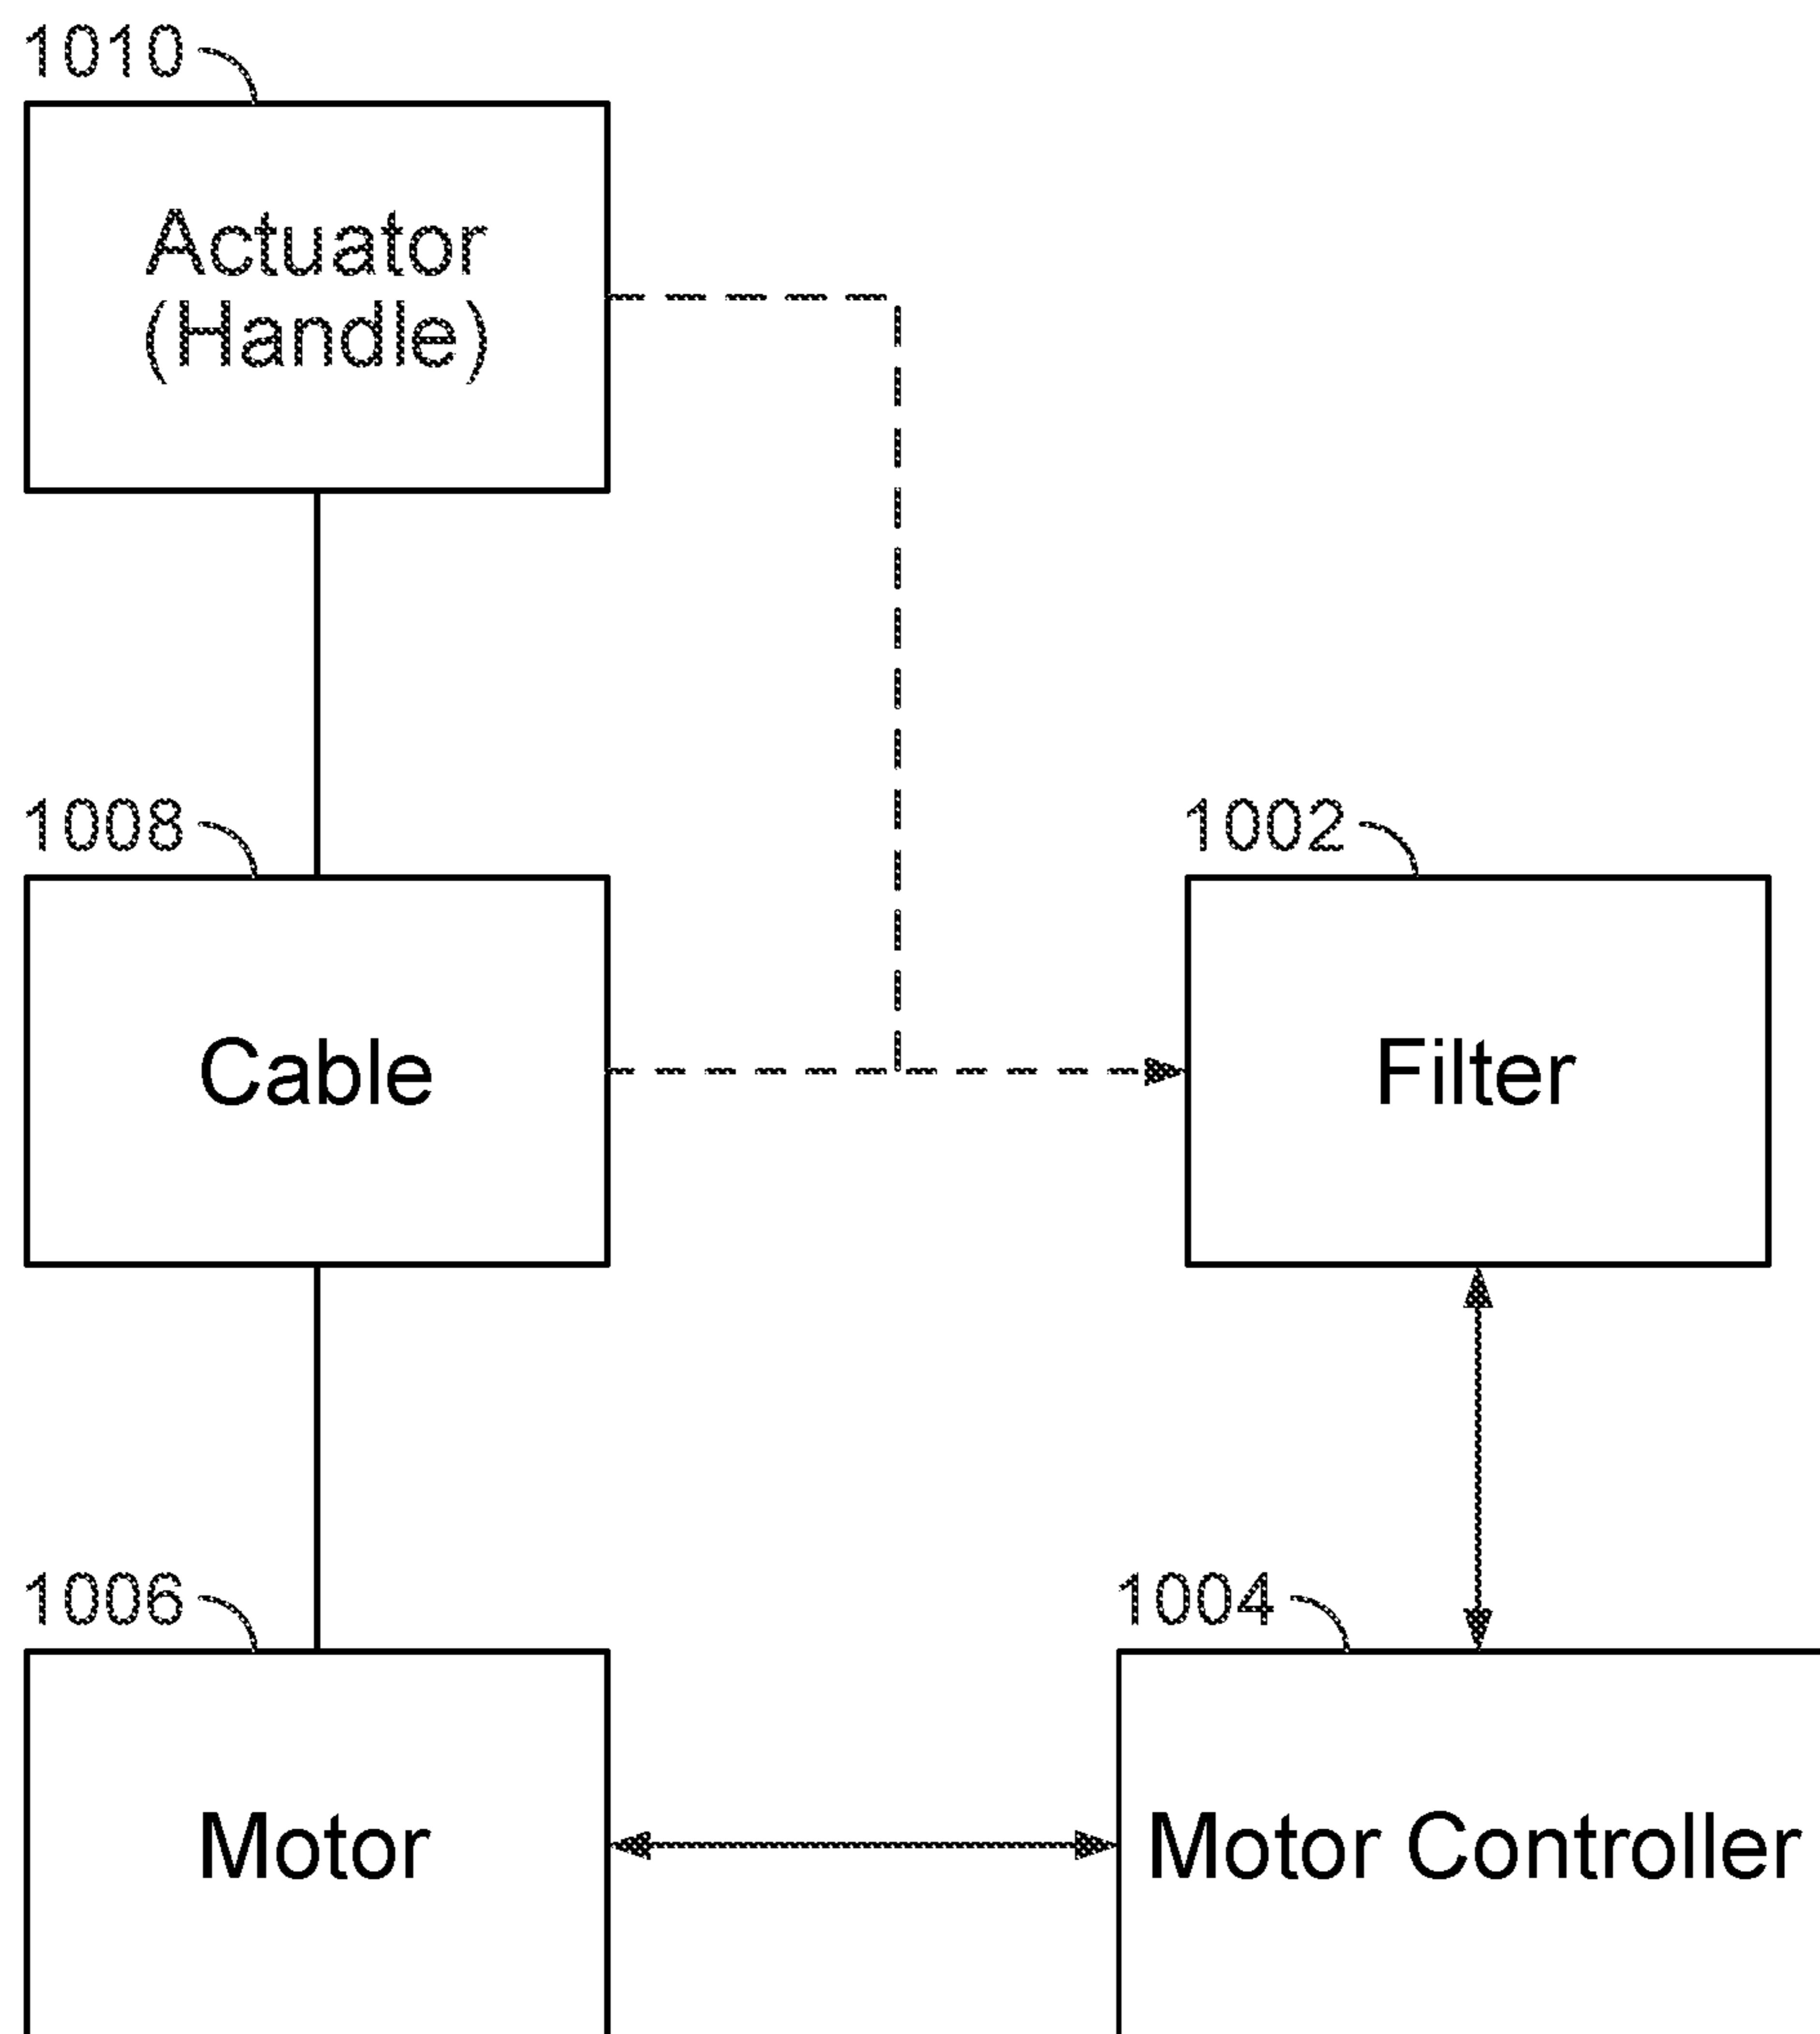 1010
Actuator
(Handle)
1008
Cable
1002
Filter
1006
Motor
1004
Motor Controller